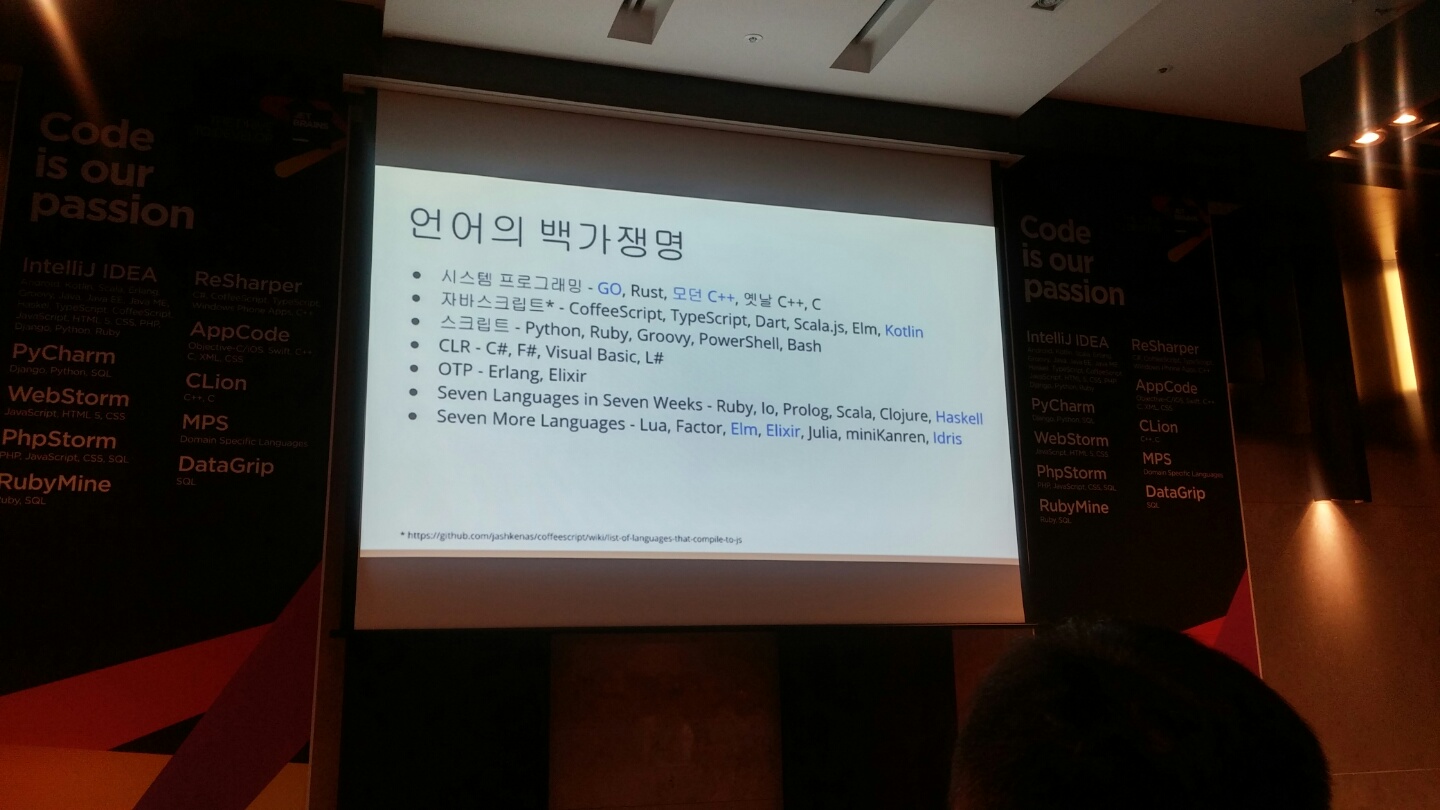 Code
is our
passion
IntelliJ IDEA
Django, Python, Ruby
PyCharm
Django, Python, SQL
WebStorm
JavaScript, HTML 5, CSS
PhpStorm
PHP, JavaScript, CSS, SQL
RubyMine
Ruby, SQL
ReSharper
AppCode
Objective-C/iOS, Swift, C++
C, XML, CSS
CLion
C++, C
MPS
Domain Specific Languages
DataGrip
SQL
언어의 백가쟁명
● 시스템 프로그래밍 - GO, Rust, 모던 C++, 옛날 C++, C
● 자바스크립트* - CoffeeScript, TypeScript, Dart, Scala.js, Elm, Kotlin
● 스크립트 - Python, Ruby, Groovy, PowerShell, Bash
● CLR - C#, F#, Visual Basic, L#
● OTP - Erlang, Elixir
● Seven Languages in Seven Weeks - Ruby, Io, Prolog, Scala, Clojure, Haskell
● Seven More Languages - Lua, Factor, Elm, Elixir, Julia, miniKanren, Idris
* https://github.com/jashkenas/coffeescript/wiki/list-of-languages-that-compile-to-js
Code
is our
passion
IntelliJ IDEA
PyCharm
Django, Python, SQL
WebStorm
JavaScript, HTML 5, CSS
PhpStorm
PHP, JavaScript, CSS, SQL
RubyMine
Ruby, SQL
ReSharper
AppCode
Objective-C/iOS, Swift, C++
C, XML, CSS
CLion
C++, C
MPS
Domain Specific Languages
DataGrip
SQL